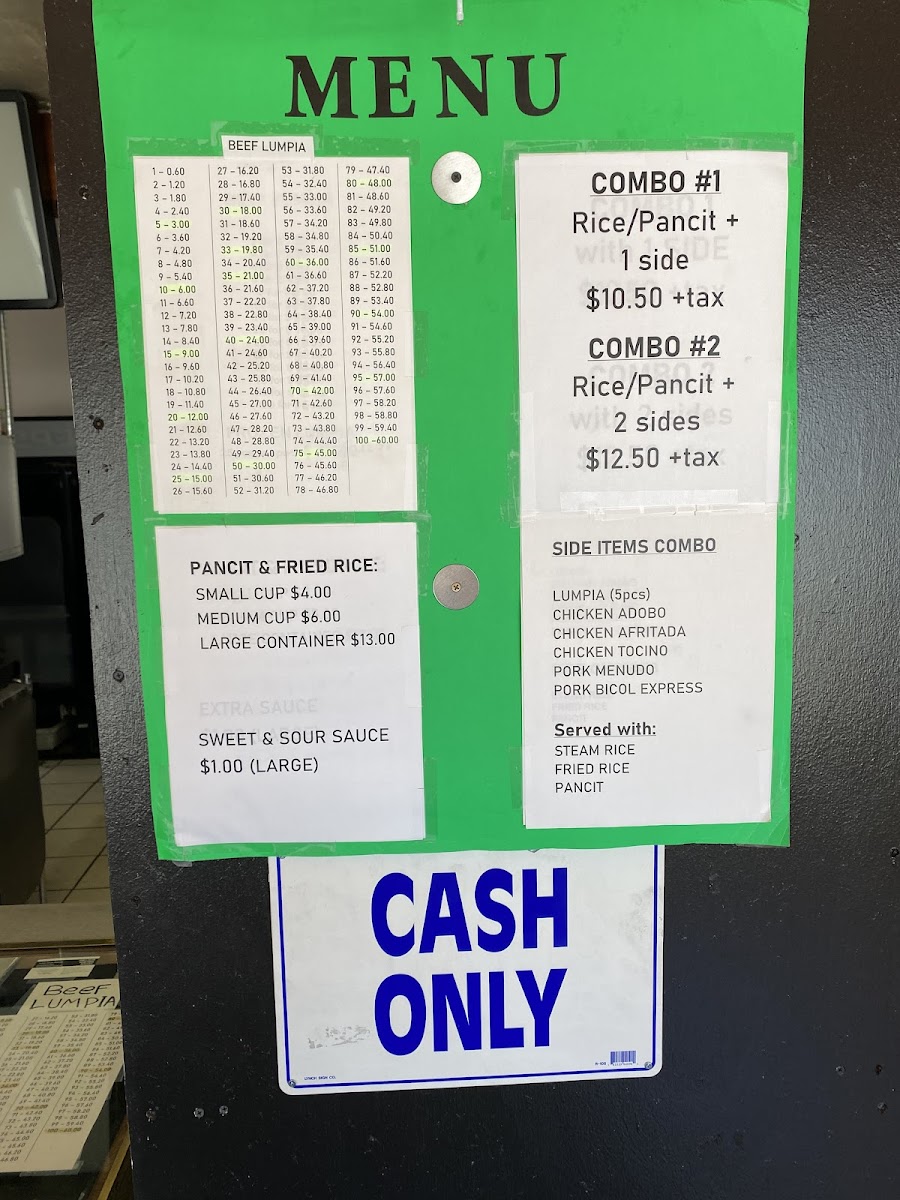 MENU
BEEF LUMPIA
1 – 0.60
2 – 1.20
3 – 1.80
4 – 2.40
5 – 3.00
6 – 3.60
7 – 4.20
8 – 4.80
9 – 5.40
10 – 6.00
11 – 6.60
12 – 7.20
13 – 7.80
14 – 8.40
15 – 9.00
16 – 9.60
17 – 10.20
18 – 10.80
19 – 11.40
20 – 12.00
21 – 12.60
22 – 13.20
23 – 13.80
24 – 14.40
25 – 15.00
26 – 15.60
27 – 16.20
28 – 16.80
29 – 17.40
30 – 18.00
31 – 18.60
32 – 19.20
33 – 19.80
34 – 20.40
35 – 21.00
36 – 21.60
37 – 22.20
38 – 22.80
39 – 23.40
40 – 24.00
41 – 24.60
42 – 25.20
43 – 25.80
44 – 26.40
45 – 27.00
46 – 27.60
47 – 28.20
48 – 28.80
49 – 29.40
50 – 30.00
51 – 30.60
52 – 31.20
53 – 31.80
54 – 32.40
55 – 33.00
56 – 33.60
57 – 34.20
58 – 34.80
59 – 35.40
60 – 36.00
61 – 36.60
62 – 37.20
63 – 37.80
64 – 38.40
65 – 39.00
66 – 39.60
67 – 40.20
68 – 40.80
69 – 41.40
70 – 42.00
71 – 42.60
72 – 43.20
73 – 43.80
74 – 44.40
75 – 45.00
76 – 45.60
77 – 46.20
78 – 46.80
79 – 47.40
80 – 48.00
81 – 48.60
82 – 49.20
83 – 49.80
84 – 50.40
85 – 51.00
86 – 51.60
87 – 52.20
88 – 52.80
89 – 53.40
90 – 54.00
91 – 54.60
92 – 55.20
93 – 55.80
94 – 56.40
95 – 57.00
96 – 57.60
97 – 58.20
98 – 58.80
99 – 59.40
100 –60.00
PANCIT & FRIED RICE:
SMALL CUP $4.00
MEDIUM CUP $6.00
LARGE CONTAINER $13.00
EXTRA SAUCE
SWEET & SOUR SAUCE
$1.00 (LARGE)
COMBO #1
Rice/Pancit +
1 side
$10.50 +tax
COMBO #2
Rice/Pancit +
2 sides
$12.50 +tax
SIDE ITEMS COMBO
LUMPIA (5pcs)
CHICKEN ADOBO
CHICKEN AFRITADA
CHICKEN TOCINO
PORK MENUDO
PORK BICOL EXPRESS
Served with:
STEAM RICE
FRIED RICE
PANCIT
CASH
ONLY
LYNCH SIGN CO.
Beef
LUMPIA